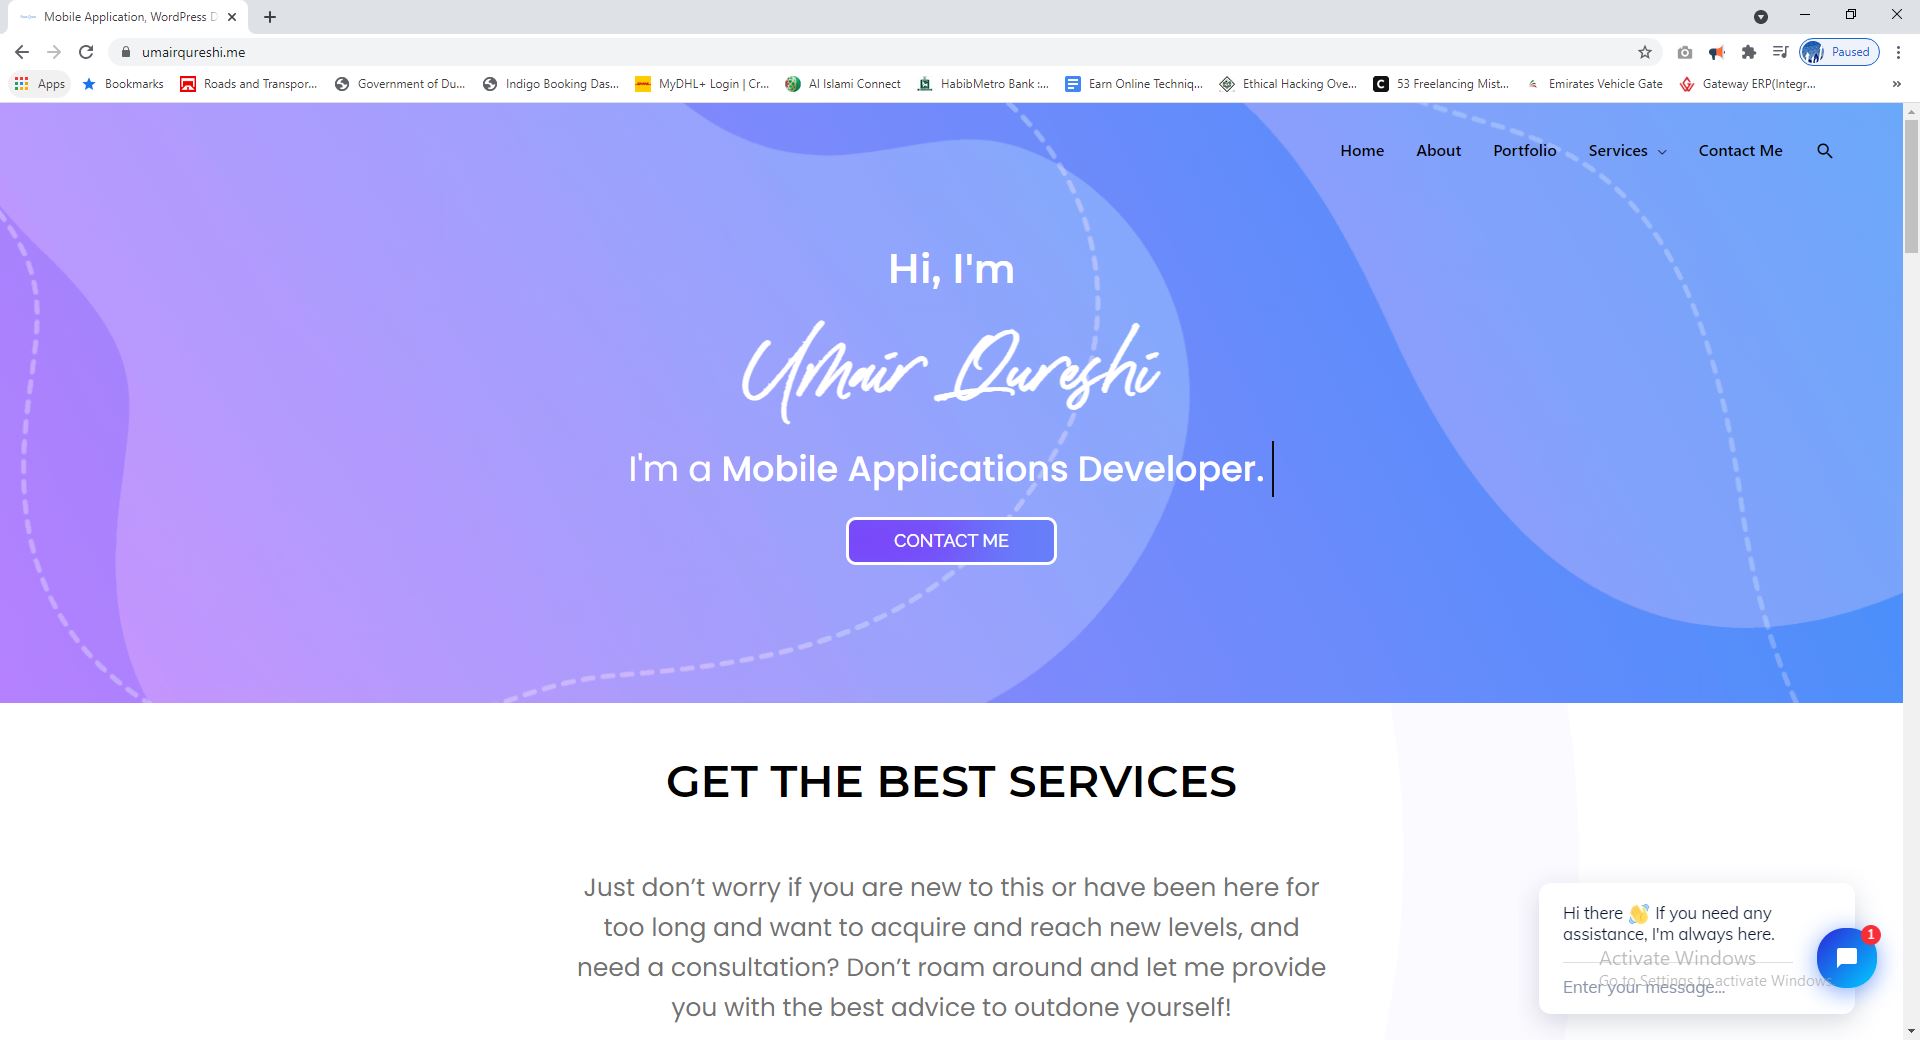 Mobile Application, WordPress D
umairqureshi.me
Paused
Apps
Bookmarks
Roads and Transpor...
Government of Du...
Indigo Booking Das...
MyDHL+ Login | Cr...
Al Islami Connect
HabibMetro Bank :...
Earn Online Techniq...
Ethical Hacking Ove...
53 Freelancing Mist...
Emirates Vehicle Gate
Gateway ERP(Integr...
»
Home
About
Portfolio
Services
Contact Me
Hi, I'm
Umair Qureshi
I'm a Mobile Applications Developer.
CONTACT ME
GET THE BEST SERVICES
Just don’t worry if you are new to this or have been here for
too long and want to acquire and reach new levels, and
need a consultation? Don’t roam around and let me provide
you with the best advice to outdone yourself!
Hi there 👋 If you need any
assistance, I'm always here.
1
Activate Windows
Go to Settings to activate Windows.
Enter your message...